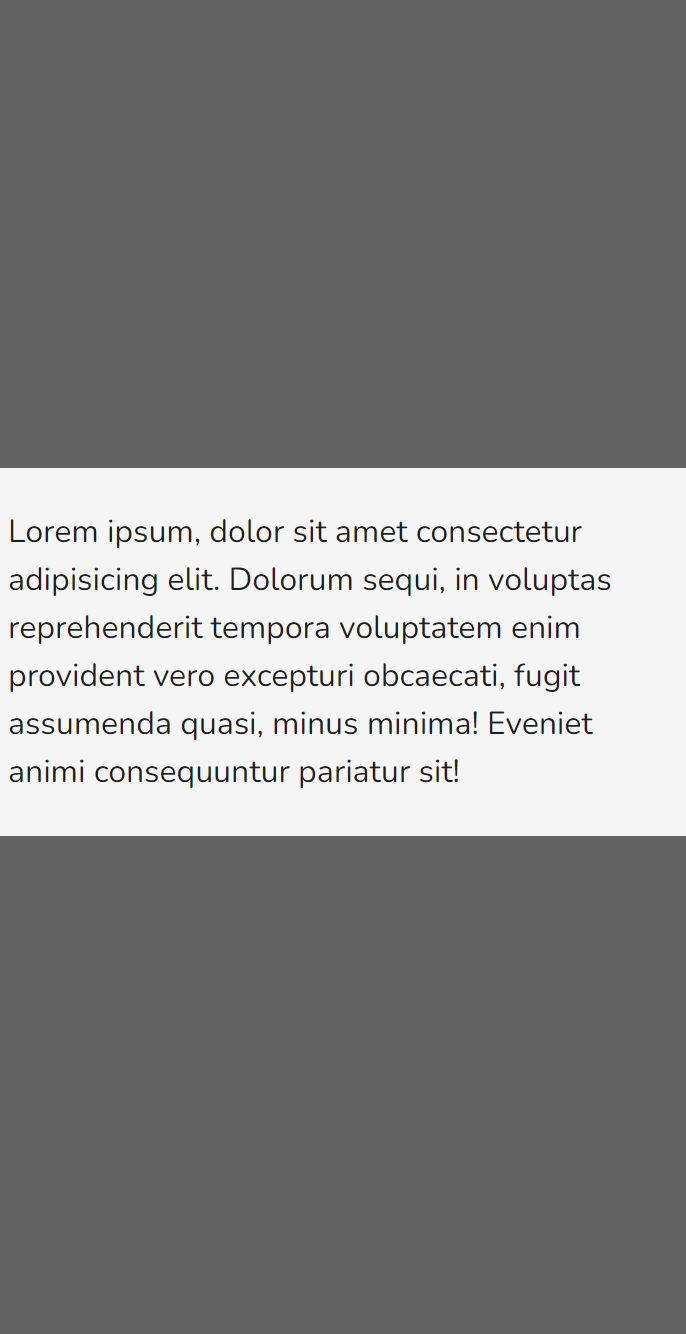 Lorem ipsum, dolor sit amet consectetur
adipisicing elit. Dolorum sequi, in voluptas
reprehenderit tempora voluptatem enim
provident vero excepturi obcaecati, fugit
assumenda quasi, minus minima! Eveniet
animi consequuntur pariatur sit!